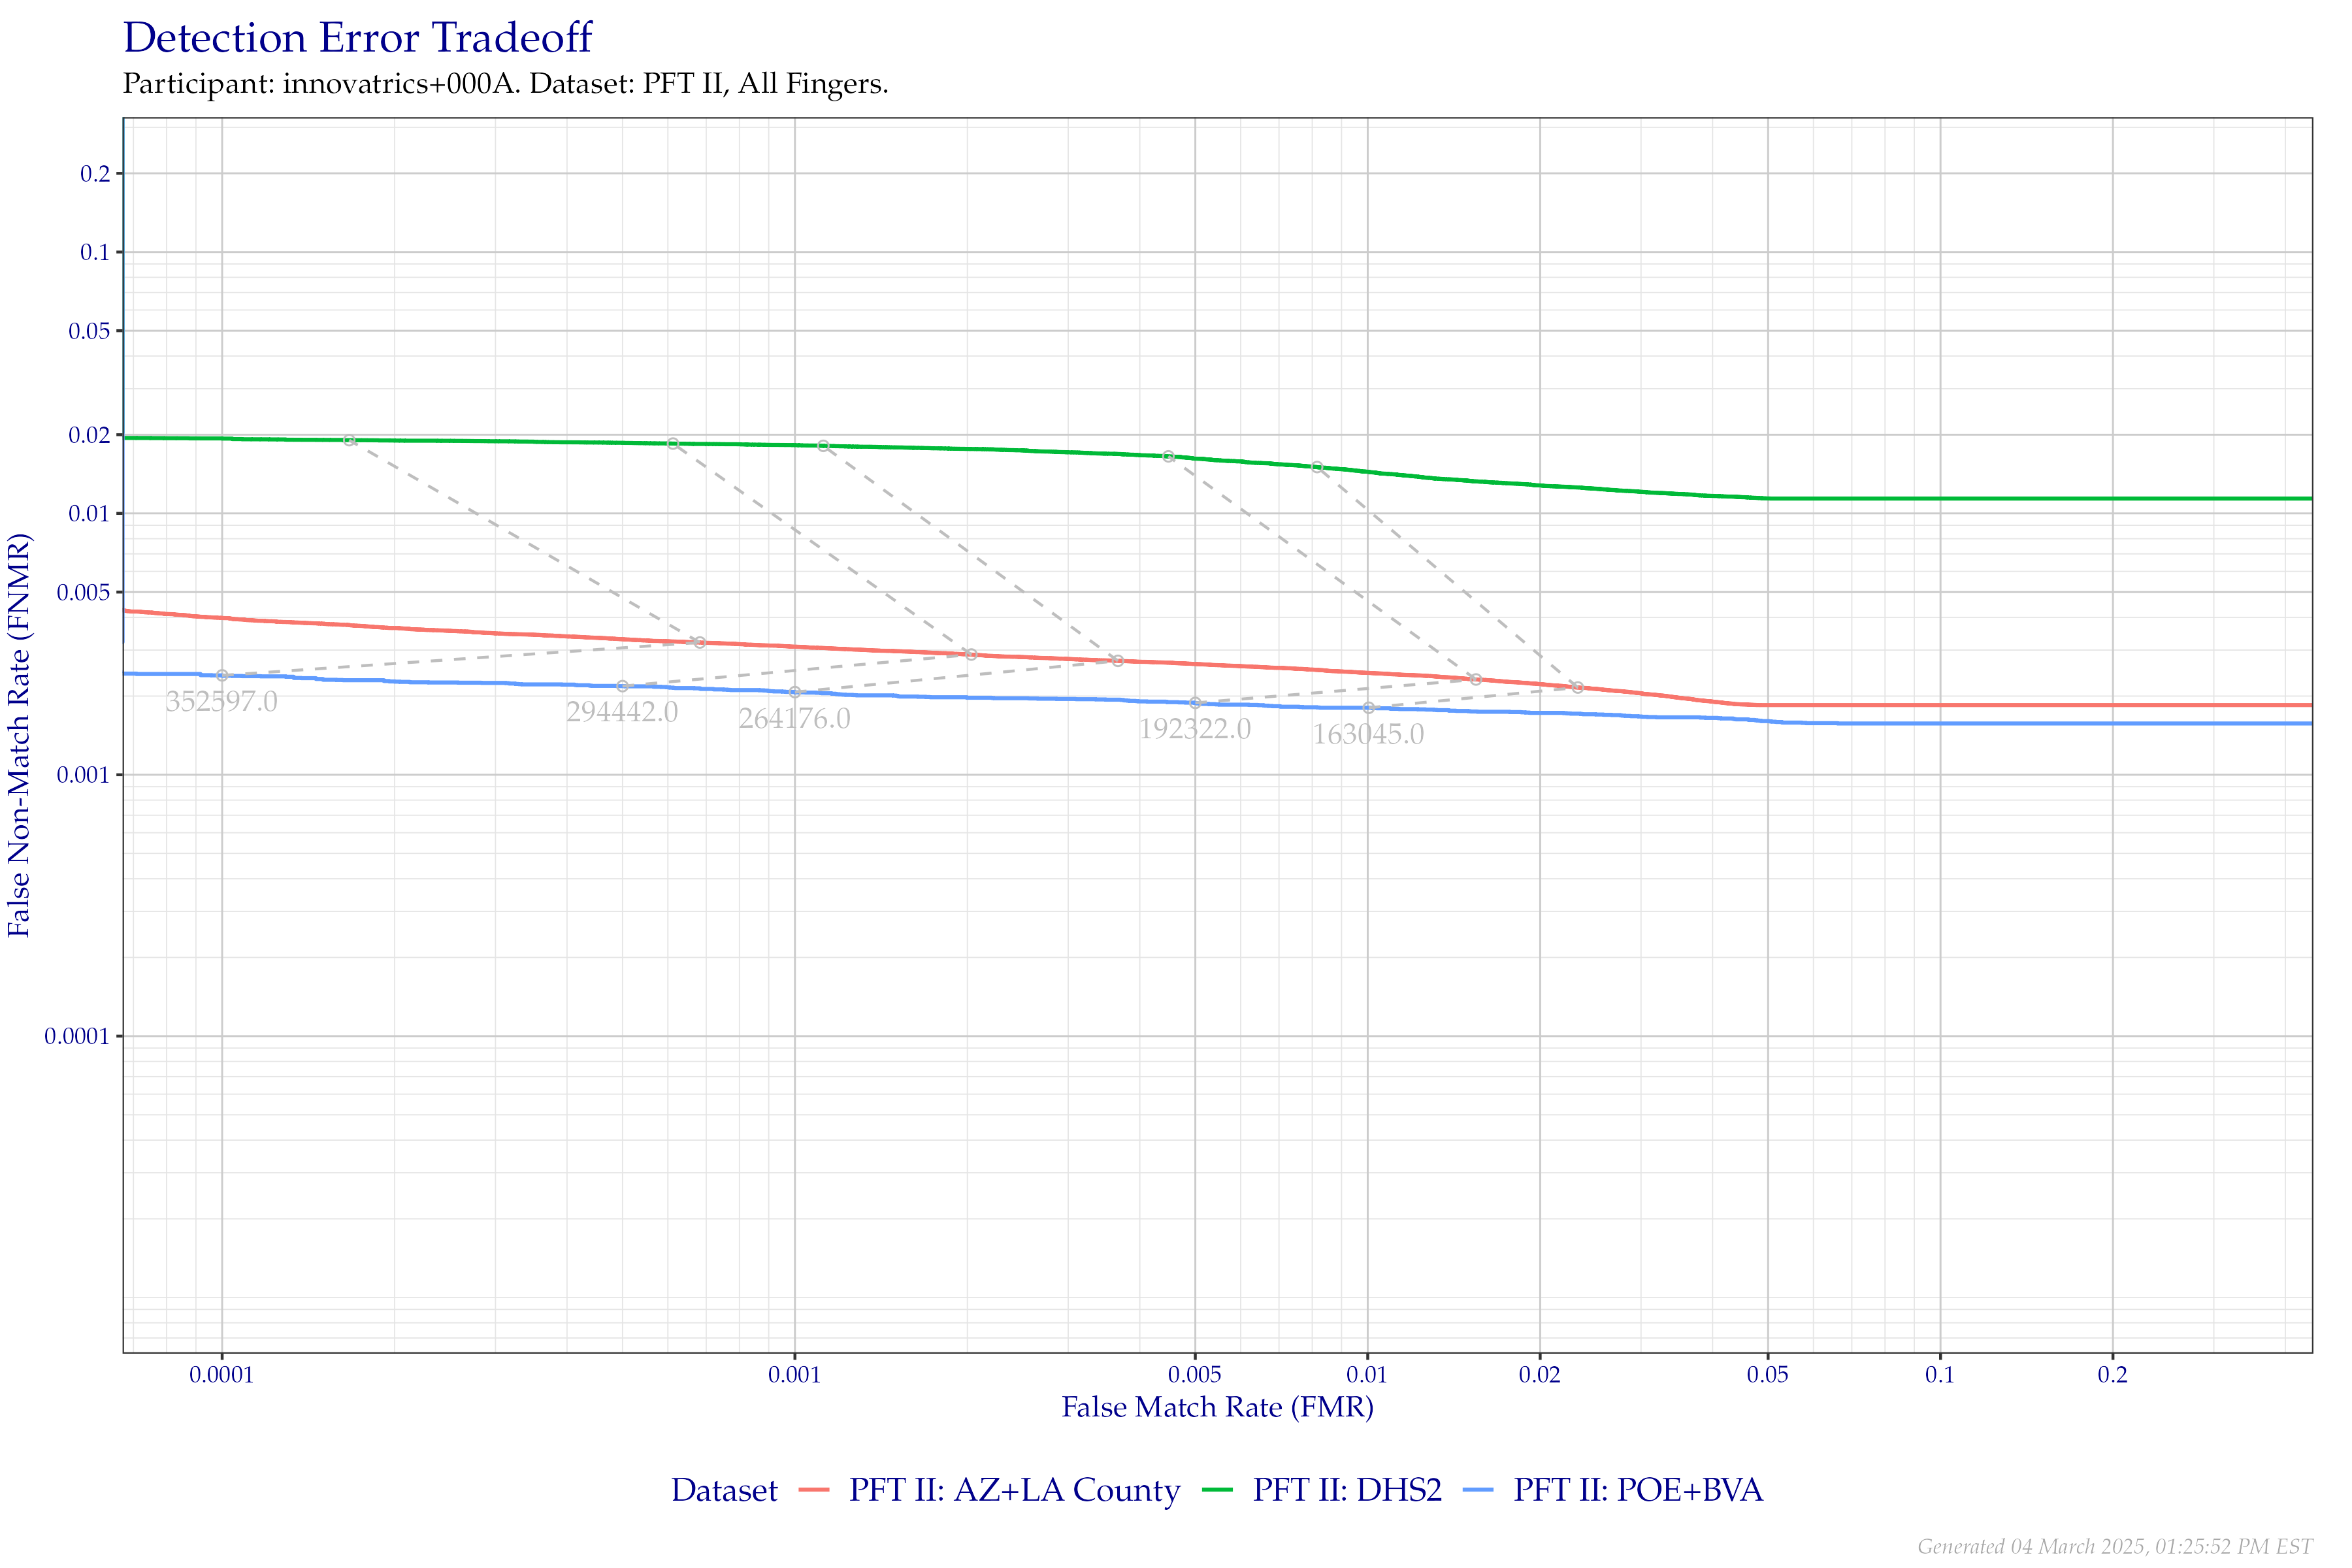 Detection Error Tradeoff
Participant: innovatrics+000A. Dataset: PFT II, All Fingers.
False Non-Match Rate (FNMR)
0.2
0.1
0.05
0.02
0.01
0.005
0.001
0.0001
352597.0
294442.0
264176.0
192322.0
163045.0
0.0001 0.001 0.005 0.01 0.02 0.05 0.1 0.2
False Match Rate (FMR)
Dataset PFT II: AZ+LA County PFT II: DHS2 PFT II: POE+BVA
Generated 04 March 2025, 01:25:52 PM EST